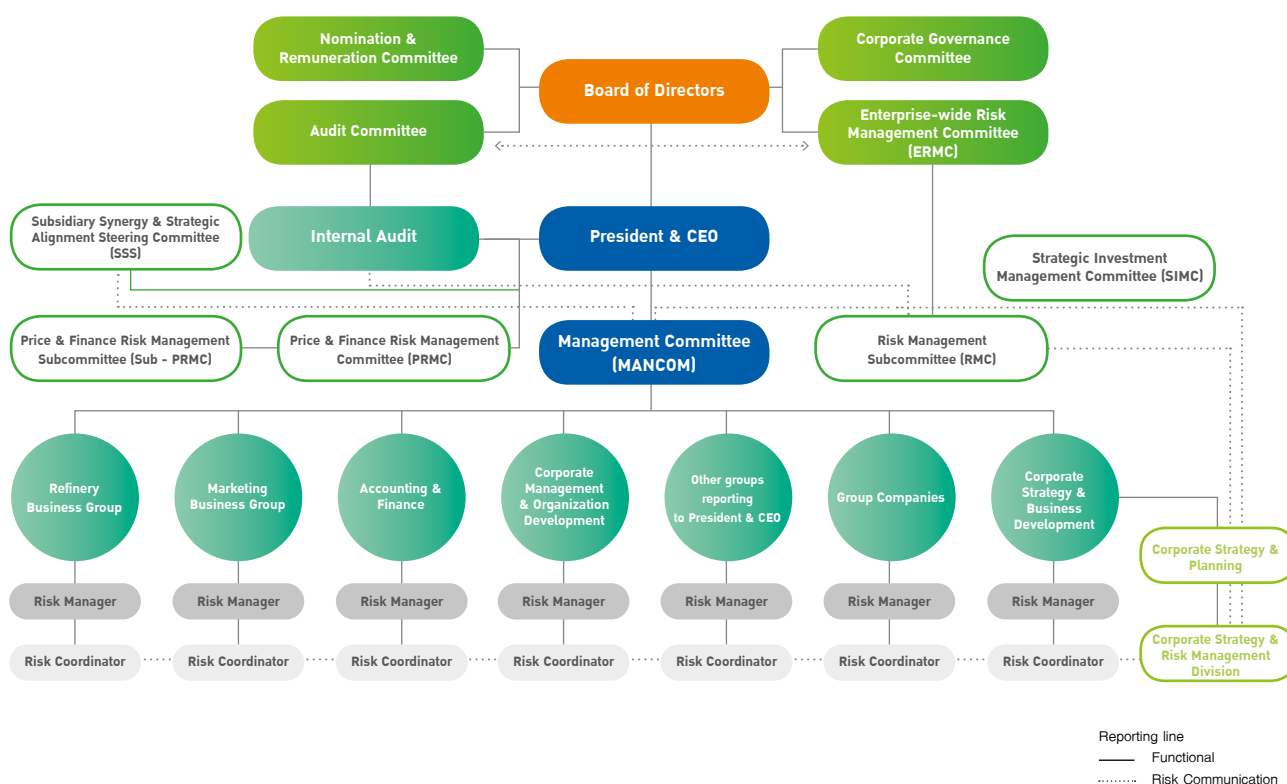 Nomination &
Remuneration Committee
Corporate Governance
Committee
Board of Directors
Audit Committee
Enterprise-wide Risk
Management Committee
(ERMC)
Subsidiary Synergy & Strategic
Alignment Steering Committee
(SSS)
Internal Audit
President & CEO
Strategic Investment
Management Committee (SIMC)
Price & Finance Risk Management
Subcommittee (Sub - PRMC)
Price & Finance Risk Management
Committee (PRMC)
Management Committee
(MANCOM)
Risk Management
Subcommittee (RMC)
Refinery
Business Group
Marketing
Business Group
Accounting &
Finance
Corporate
Management
& Organization
Development
Other groups
reporting
to President & CEO
Group Companies
Corporate
Strategy &
Business
Development
Corporate Strategy &
Planning
Risk Manager
Risk Manager
Risk Manager
Risk Manager
Risk Manager
Risk Manager
Risk Manager
Risk Coordinator
Risk Coordinator
Risk Coordinator
Risk Coordinator
Risk Coordinator
Risk Coordinator
Risk Coordinator
Corporate Strategy &
Risk Management
Division
Reporting line
Functional
Risk Communication